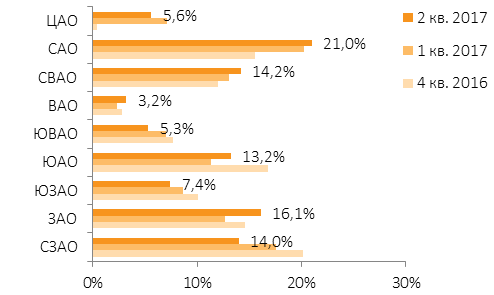 ЦАО 5,6%
САО 21,0%
СВАО 14,2%
ВАО 3,2%
ЮВАО 5,3%
ЮАО 13,2%
ЮЗАО 7,4%
ЗАО 16,1%
СЗАО 14,0%
0% 10% 20% 30%
2 кв. 2017
1 кв. 2017
4 кв. 2016